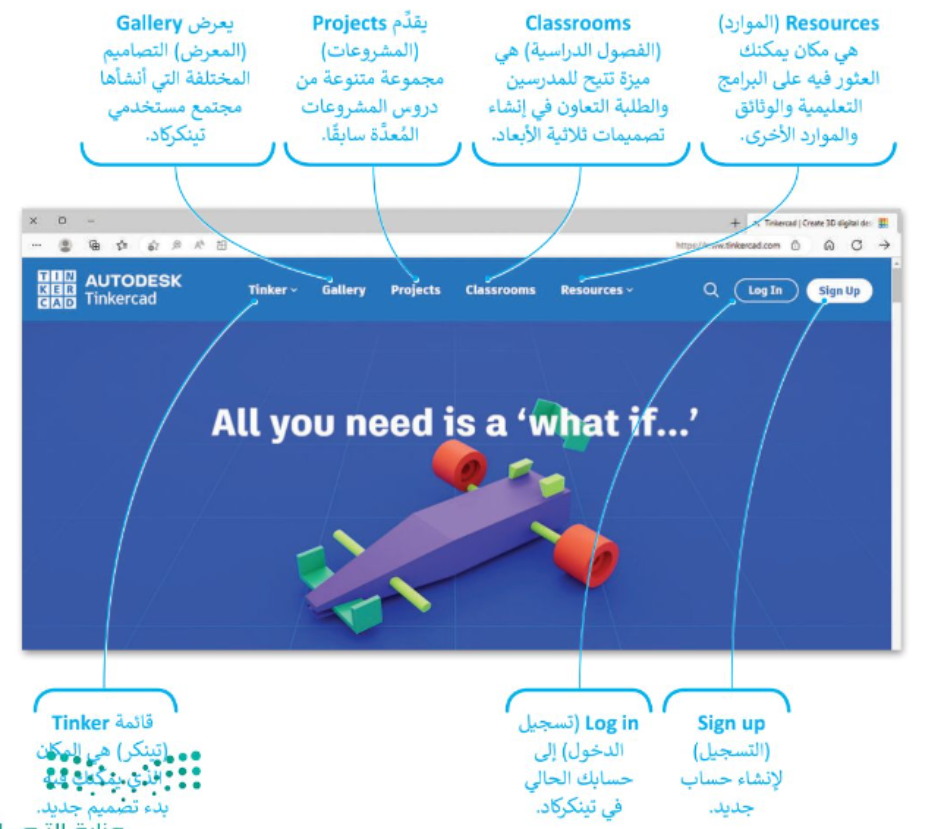 Resources (الموارد)
هي مكان يمكنك
العثور فيه على البرامج
التعليمية والوثائق
والموارد الأخرى.
Classrooms
(الفصول الدراسية) هي
ميزة تتيح للمدرسين
والطلبة التعاون في إنشاء
تصميمات ثلاثية الأبعاد.
يقدِّم Projects
(المشروعات)
مجموعة متنوعة من
دروس المشروعات
المُعدَّة سابقًا.
يعرض Gallery
(المعرض) التصاميم
المختلفة التي أنشأها
مجتمع مستخدمي
تينكركاد.
Tinkercad | Create 3D digital des
https://www.tinkercad.com
TIN
KER
CAD
AUTODESK
Tinkercad
Tinker
Gallery
Projects
Classrooms
Resources
Log In
Sign Up
All you need is a ‘what if...’
Sign up
(التسجيل)
لإنشاء حساب
جديد.
Log in (تسجيل
الدخول) إلى
حسابك الحالي
في تينكركاد.
قائمة Tinker
(تينكر) هي المكان
الذي يمكنك فيه
بدء تصميم جديد.